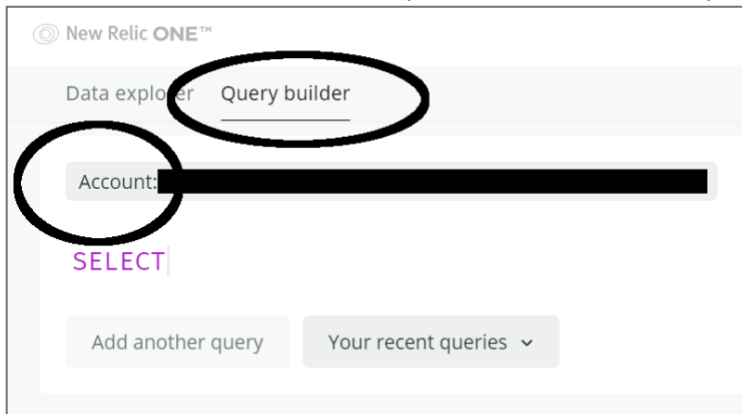 New Relic ONE™
Data explorer Query builder
Account:
SELECT
Add another query Your recent queries